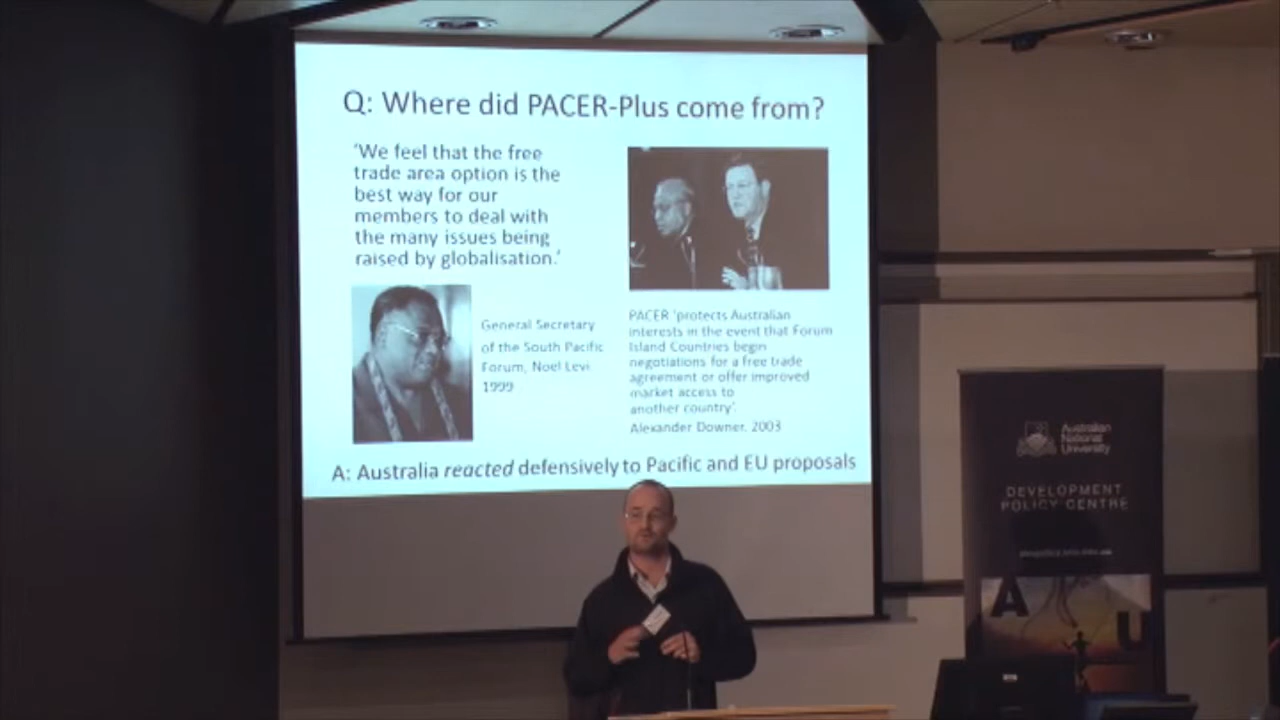 Q: Where did PACER-Plus come from?
‘We feel that the free
trade area option is the
best way for our
members to deal with
the many issues being
raised by globalisation.’
General Secretary
of the South Pacific
Forum, Noel Levi
1999
PACER ‘protects Australian
interests in the event that Forum
Island Countries begin
negotiations for a free trade
agreement or offer improved
market access to
another country’.
Alexander Downer, 2003
A: Australia reacted defensively to Pacific and EU proposals
Australian
National
University
DEVELOPMENT
POLICY CENTRE
A
U